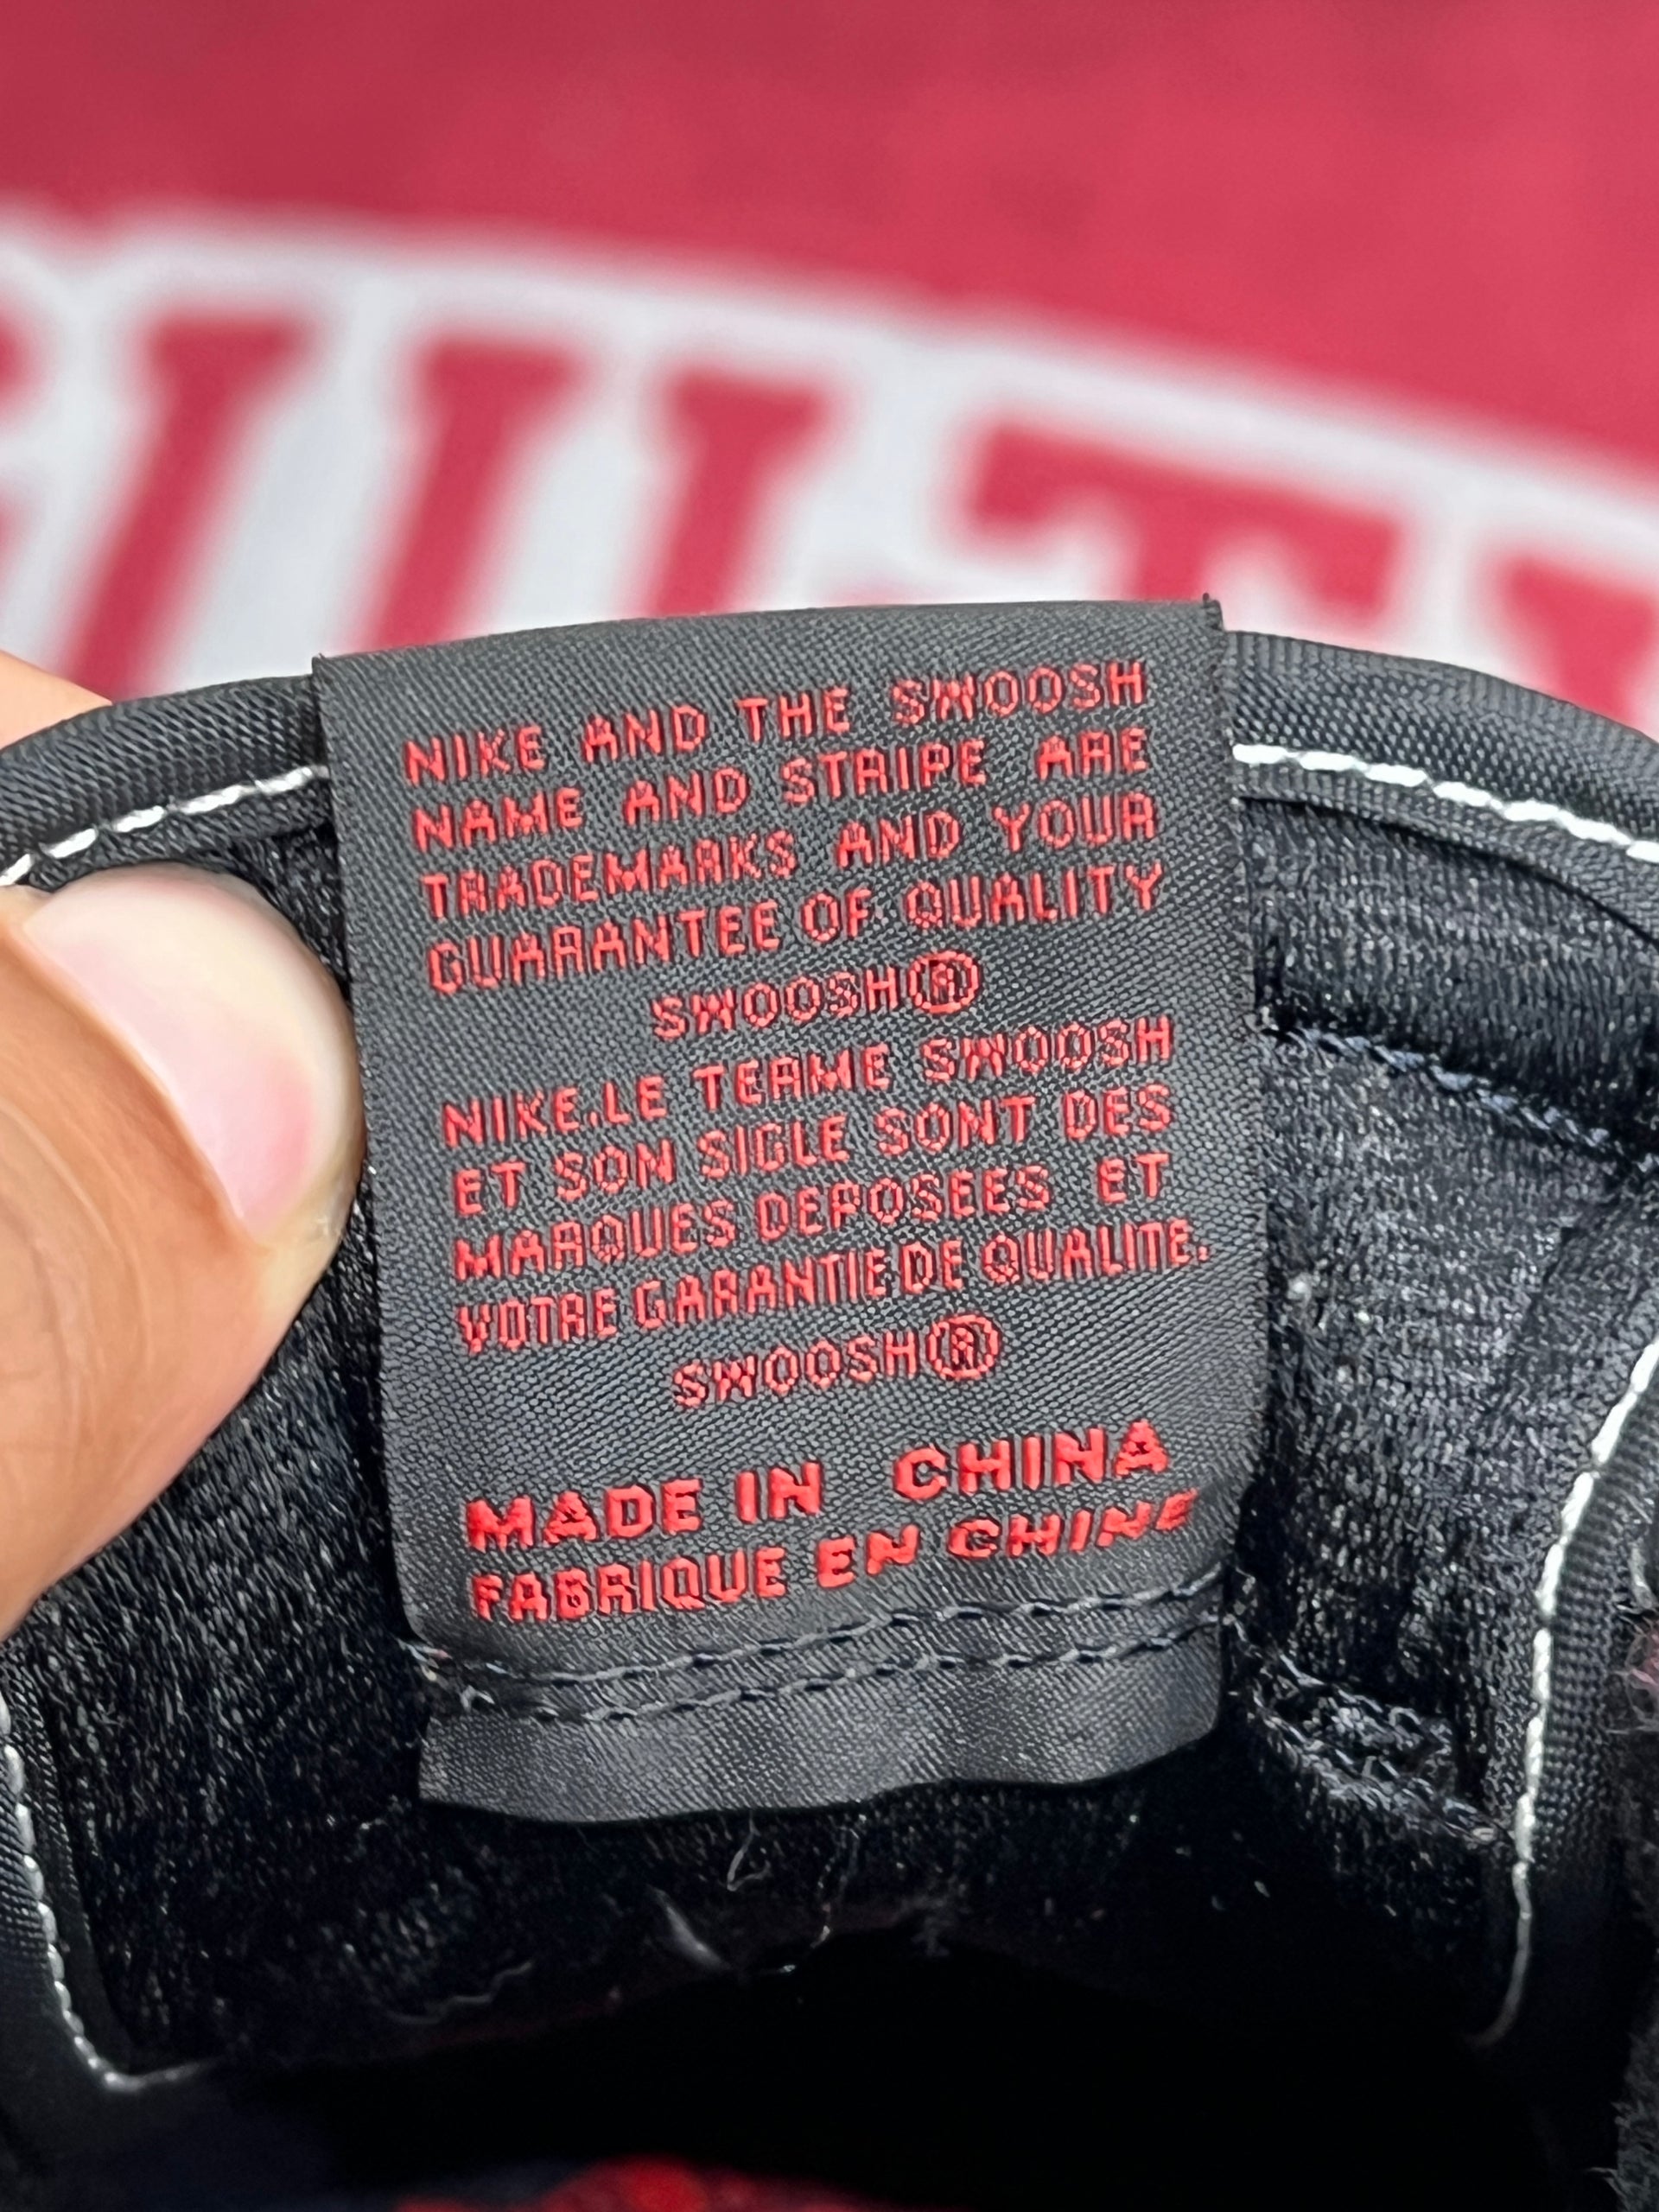 NIKE AND THE SWOOSH
NAME AND STRIPE ARE
TRADEMARKS AND YOUR
GUARANTEE OF QUALITY
SWOOSH®
NIKE.LE TERME SWOOSH
ET SON SIGLE SONT DES
MARQUES DEPOSEES ET
VOTRE GARANTIE DE QUALITE.
SWOOSH®
MADE IN CHINA
FABRIQUE EN CHINE